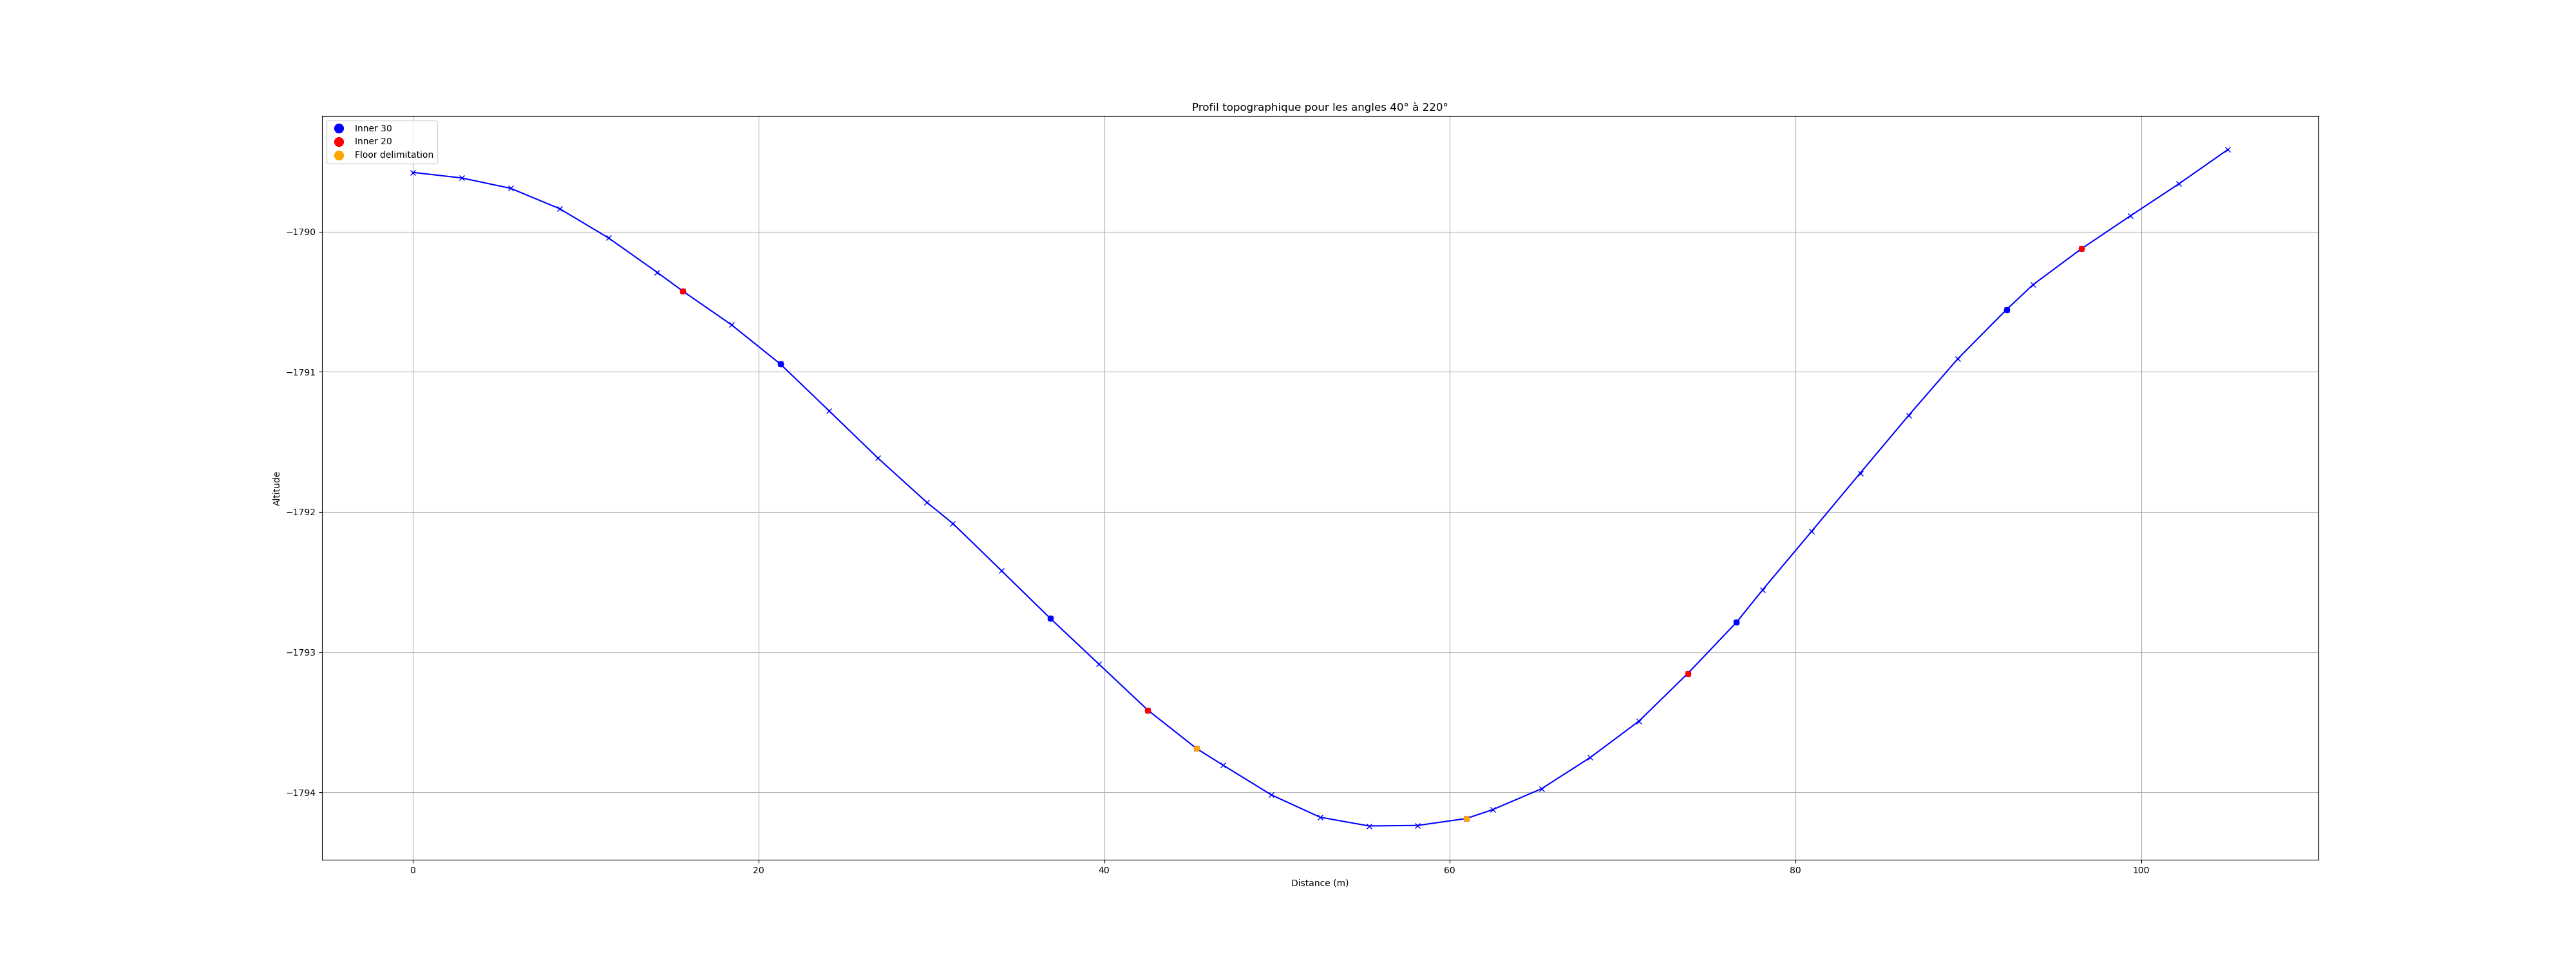 Profil topographique pour les angles 40° à 220°
Inner 30
Inner 20
Floor delimitation
−1790
−1791
−1792
−1793
−1794
Altitude
0 20 40 60 80 100
Distance (m)